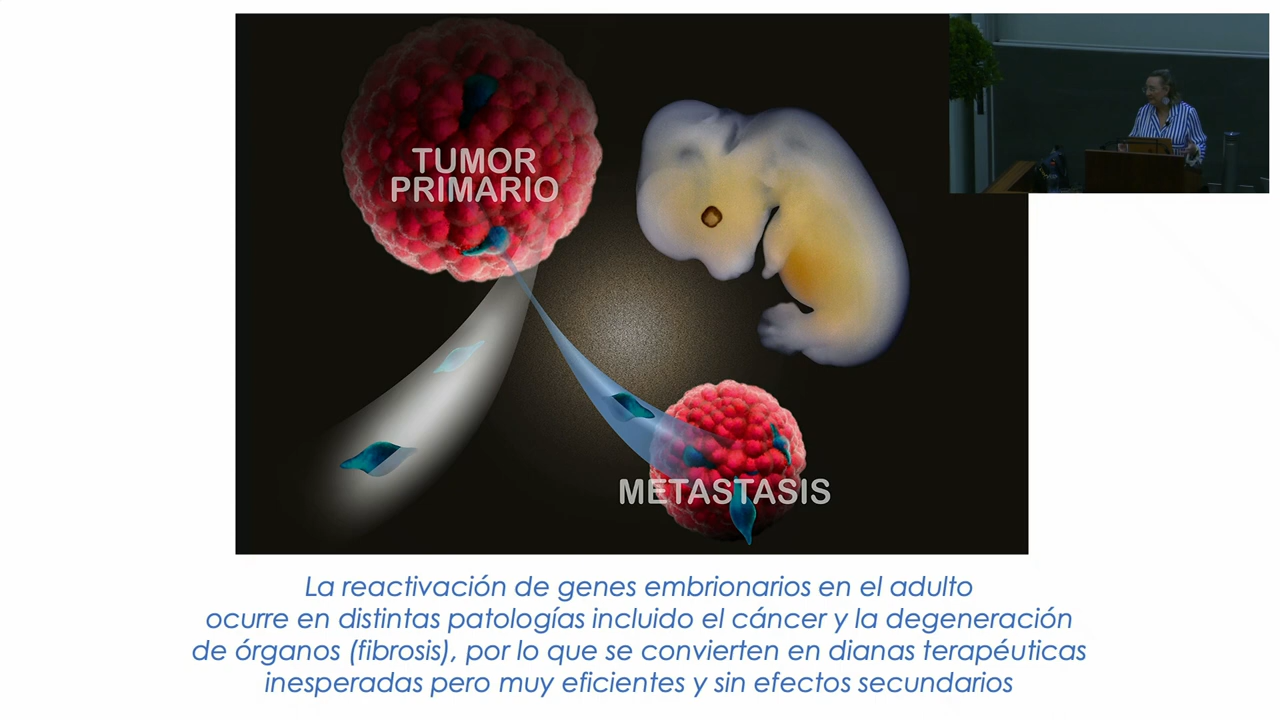 TUMOR
PRIMARIO
METASTASIS
La reactivación de genes embrionarios en el adulto
ocurre en distintas patologías incluido el cáncer y la degeneración
de órganos (fibrosis), por lo que se convierten en dianas terapéuticas
inesperadas pero muy eficientes y sin efectos secundarios